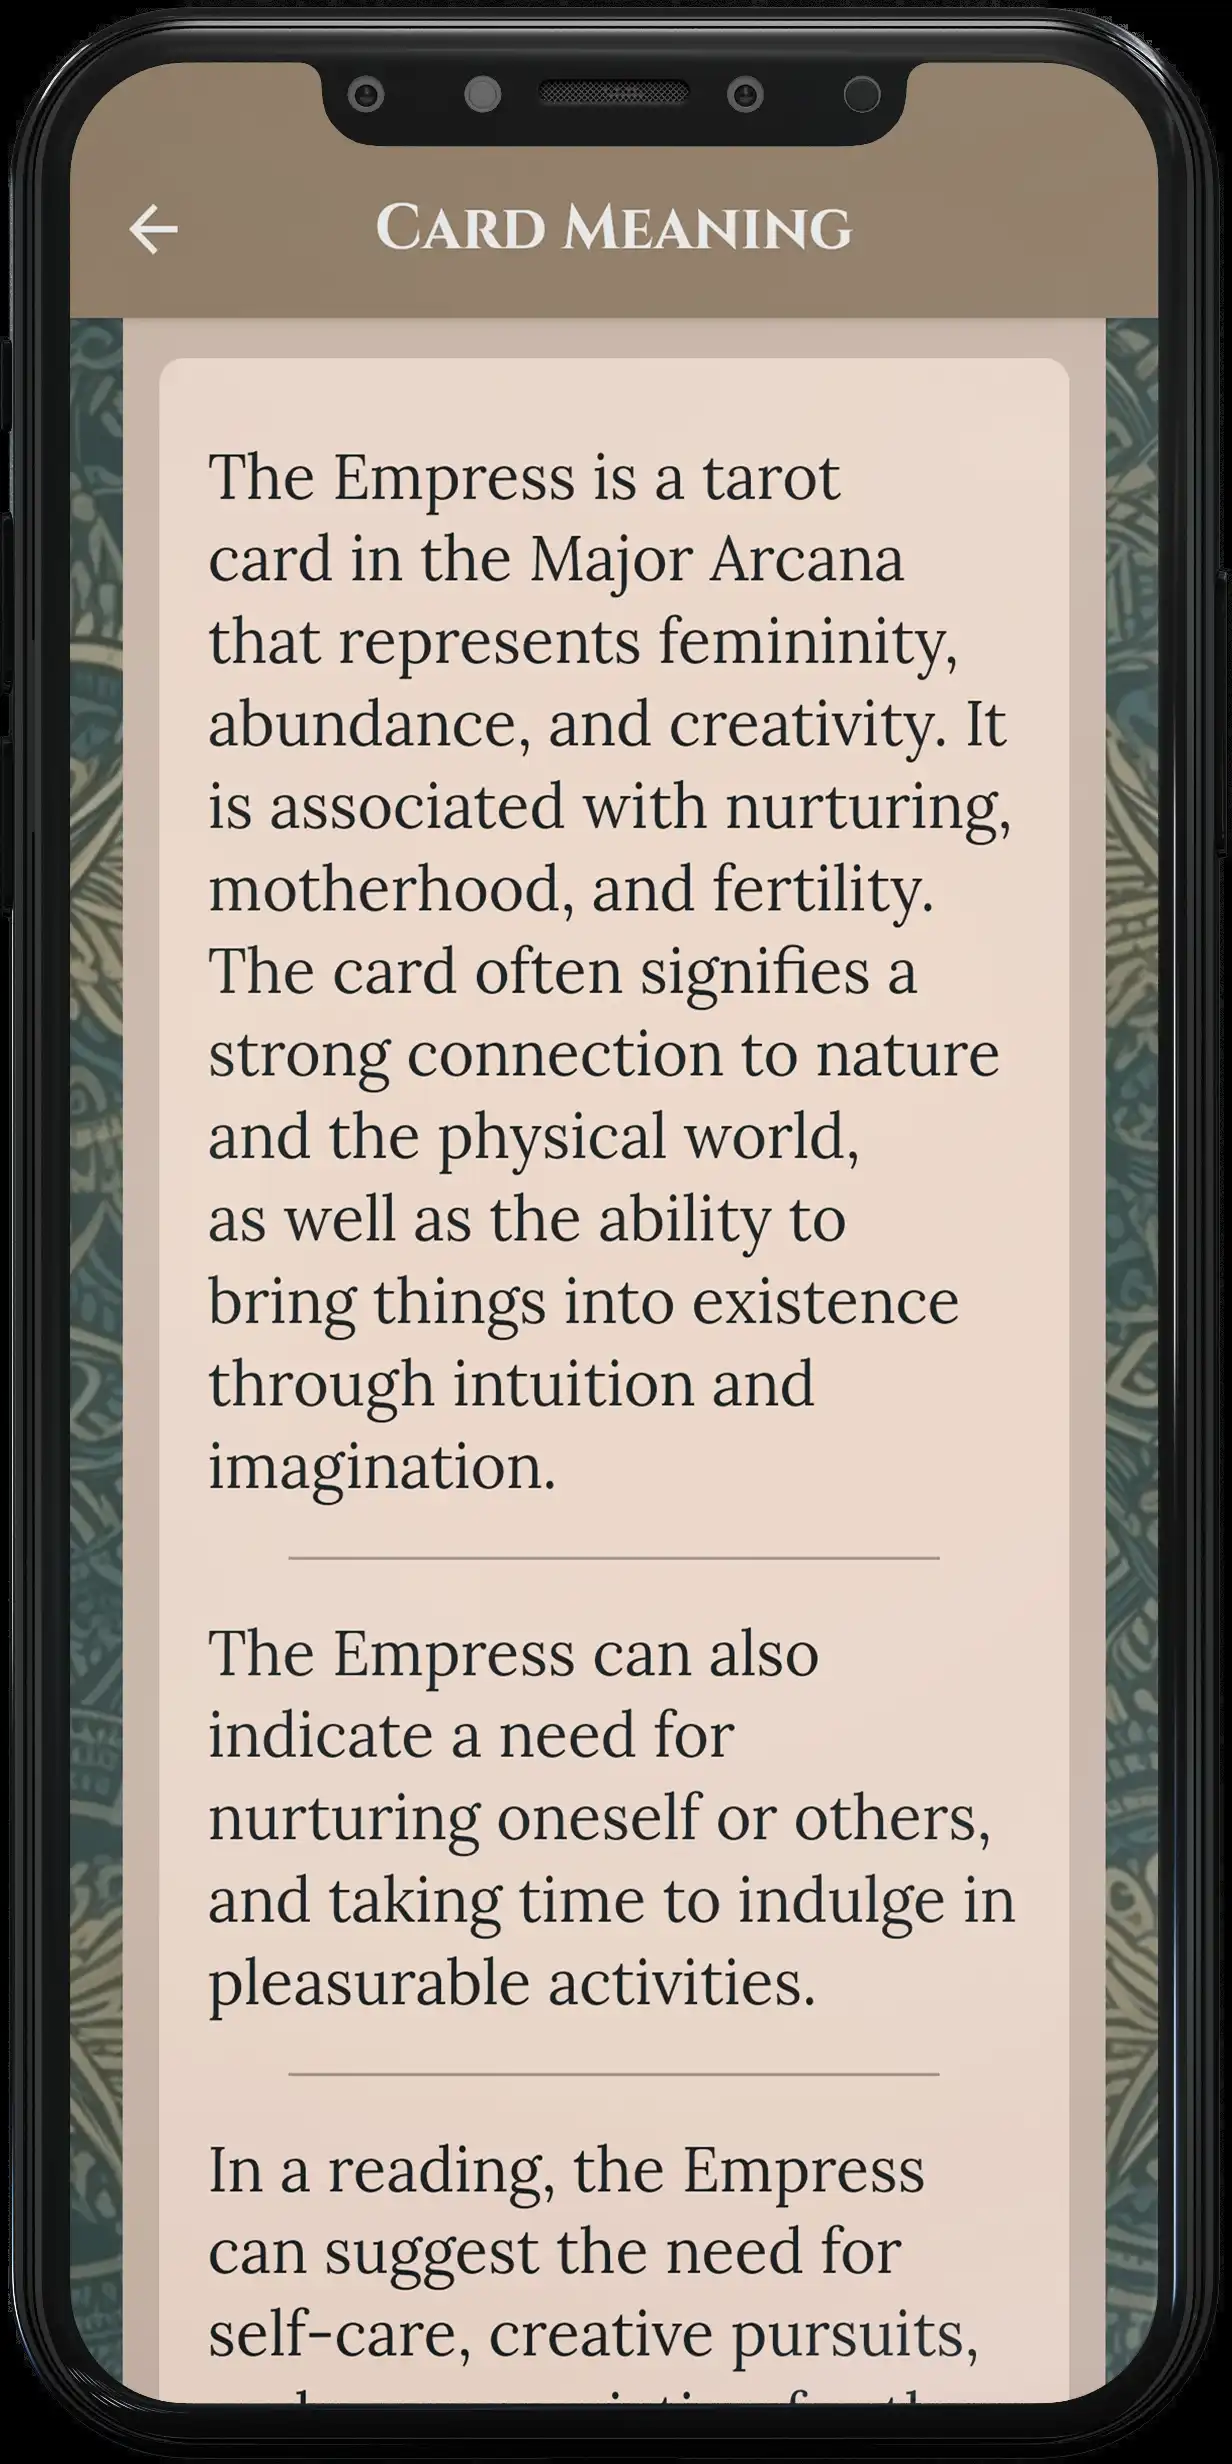 Card Meaning
The Empress is a tarot
card in the Major Arcana
that represents femininity,
abundance, and creativity. It
is associated with nurturing,
motherhood, and fertility.
The card often signifies a
strong connection to nature
and the physical world,
as well as the ability to
bring things into existence
through intuition and
imagination.
The Empress can also
indicate a need for
nurturing oneself or others,
and taking time to indulge in
pleasurable activities.
In a reading, the Empress
can suggest the need for
self-care, creative pursuits,